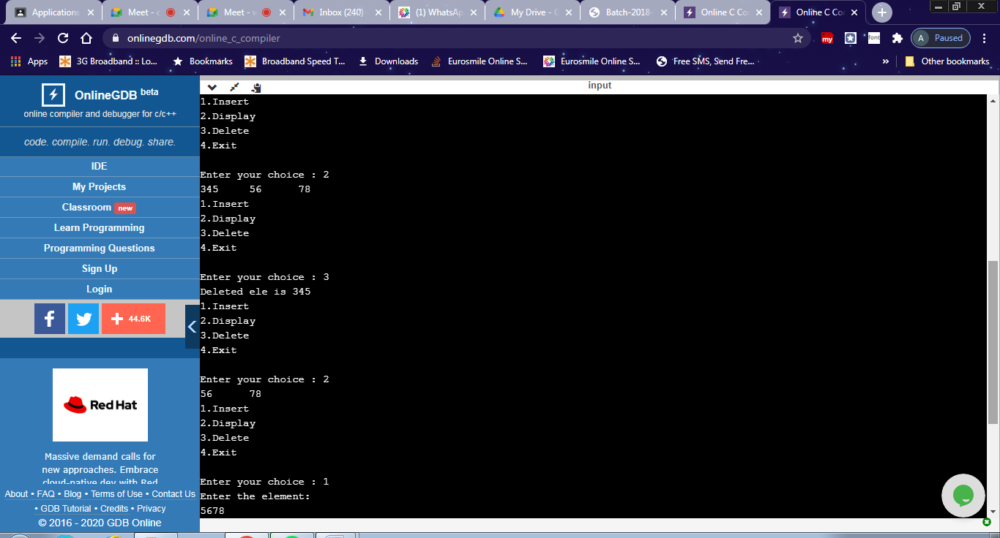 Applications
Meet - c
Meet - w
Inbox (240)
(1) WhatsAp
My Drive - G
Batch-2018-
Online C Co
Online C Co
onlinegdb.com/online_c_compiler
my
font
A Paused
Apps
3G Broadband :: Lo...
Bookmarks
Broadband Speed T...
Downloads
Eurosmile Online S...
Eurosmile Online S...
Free SMS, Send Fre...
»
Other bookmarks
OnlineGDB beta
online compiler and debugger for c/c++
code. compile. run. debug. share.
IDE
My Projects
Classroom new
Learn Programming
Programming Questions
Sign Up
Login
44.6K
Red Hat
Massive demand calls for
new approaches. Embrace
cloud-native dev with Red
About • FAQ • Blog • Terms of Use • Contact Us
• GDB Tutorial • Credits • Privacy
© 2016 - 2020 GDB Online
input
1.Insert
2.Display
3.Delete
4.Exit
Enter your choice : 2
345 56 78
1.Insert
2.Display
3.Delete
4.Exit
Enter your choice : 3
Deleted ele is 345
1.Insert
2.Display
3.Delete
4.Exit
Enter your choice : 2
56 78
1.Insert
2.Display
3.Delete
4.Exit
Enter your choice : 1
Enter the element:
5678